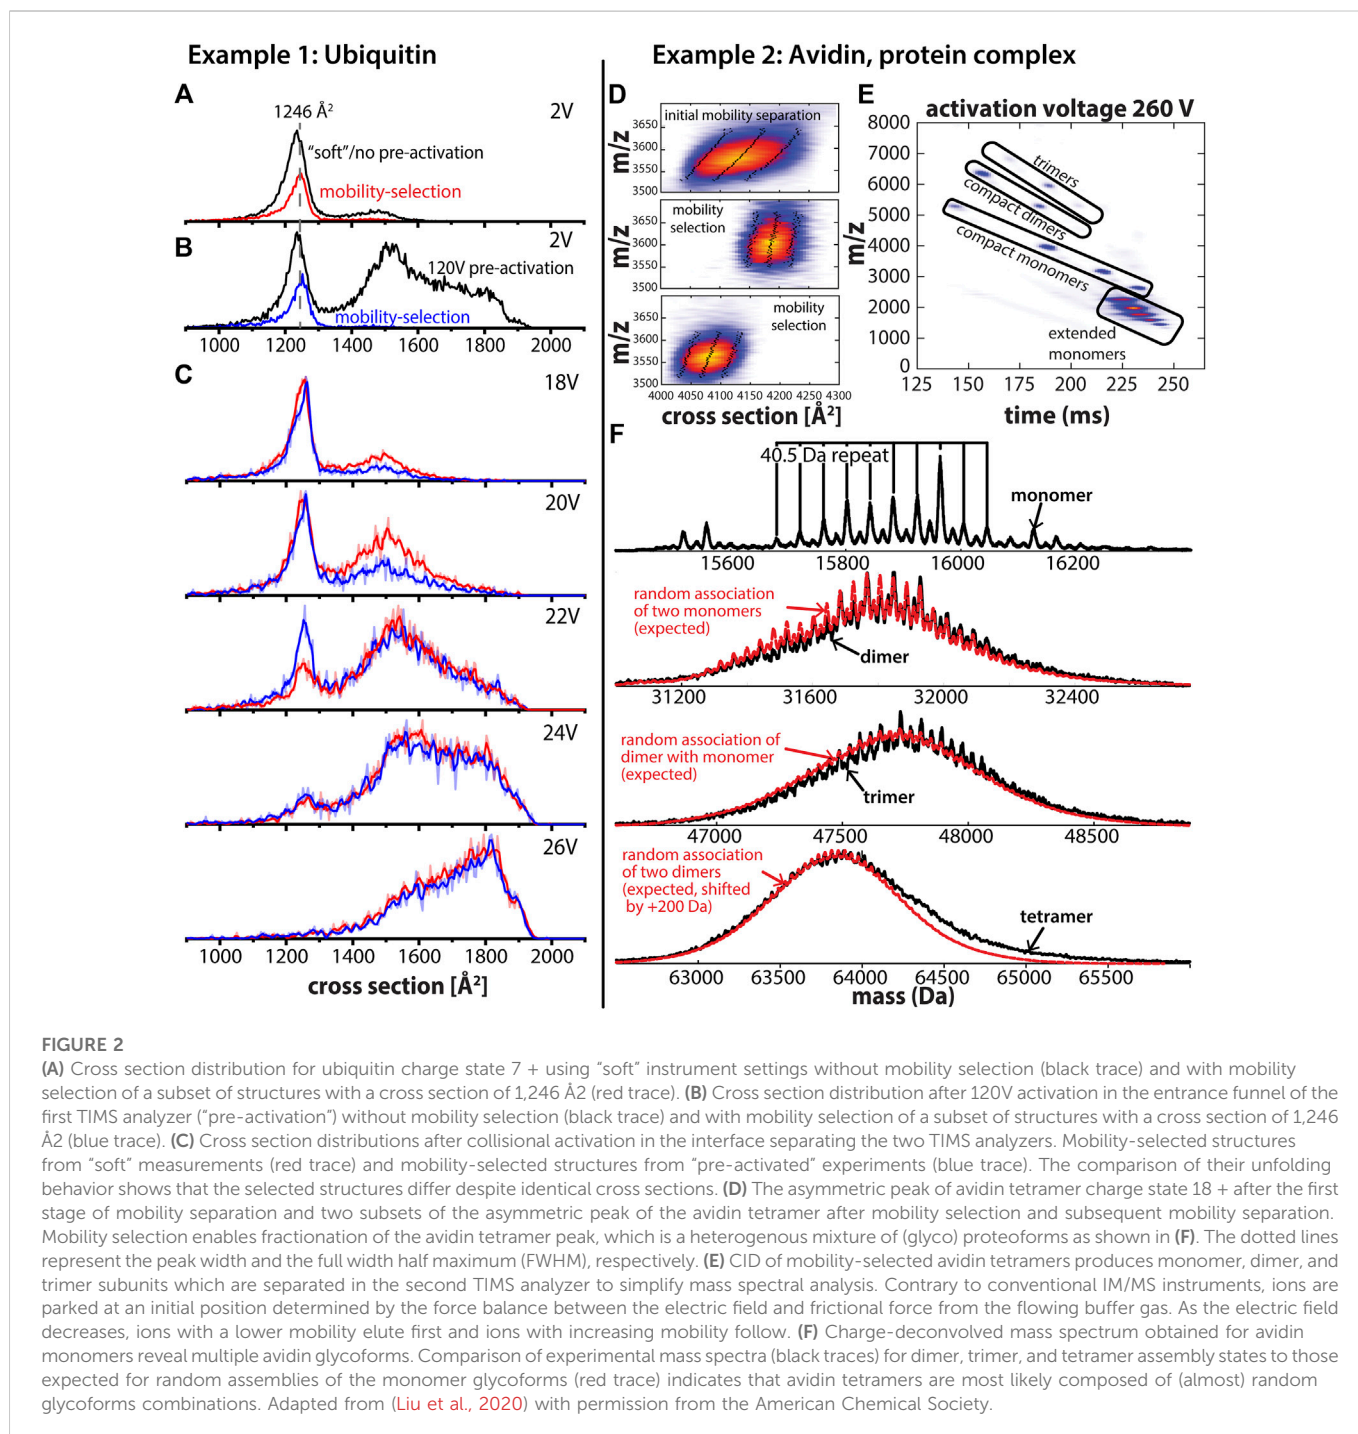 Example 1: Ubiquitin
A
1246 Å²
2V
"soft"/no pre-activation
mobility-selection
B
2V
120V pre-activation
mobility-selection
1000 1200 1400 1600 1800 2000
C
18V
20V
22V
24V
26V
1000 1200 1400 1600 1800 2000
cross section [Å²]
Example 2: Avidin, protein complex
D
initial mobility separation
m/z
3650
3600
3550
3500
mobility
selection
m/z
3650
3600
3550
3500
mobility
selection
m/z
3650
3600
3550
3500
4000 4050 4100 4150 4200 4250 4300
cross section [Å²]
E
activation voltage 260 V
m/z
8000
7000
6000
5000
4000
3000
2000
1000
0
trimers
compact dimers
compact monomers
extended
monomers
125 150 175 200 225 250
time (ms)
F
40.5 Da repeat
monomer
15600 15800 16000 16200
random association
of two monomers
(expected)
dimer
31200 31600 32000 32400
random association of
dimer with monomer
(expected)
trimer
47000 47500 48000 48500
random association
of two dimers
(expected, shifted
by +200 Da)
tetramer
63000 63500 64000 64500 65000 65500
mass (Da)
FIGURE 2
(A) Cross section distribution for ubiquitin charge state 7 + using "soft" instrument settings without mobility selection (black trace) and with mobility
selection of a subset of structures with a cross section of 1,246 Å2 (red trace). (B) Cross section distribution after 120V activation in the entrance funnel of the
first TIMS analyzer ("pre-activation") without mobility selection (black trace) and with mobility selection of a subset of structures with a cross section of 1,246
Å2 (blue trace). (C) Cross section distributions after collisional activation in the interface separating the two TIMS analyzers. Mobility-selected structures
from "soft" measurements (red trace) and mobility-selected structures from "pre-activated" experiments (blue trace). The comparison of their unfolding
behavior shows that the selected structures differ despite identical cross sections. (D) The asymmetric peak of avidin tetramer charge state 18 + after the first
stage of mobility separation and two subsets of the asymmetric peak of the avidin tetramer after mobility selection and subsequent mobility separation.
Mobility selection enables fractionation of the avidin tetramer peak, which is a heterogenous mixture of (glyco) proteoforms as shown in (F). The dotted lines
represent the peak width and the full width half maximum (FWHM), respectively. (E) CID of mobility-selected avidin tetramers produces monomer, dimer, and
trimer subunits which are separated in the second TIMS analyzer to simplify mass spectral analysis. Contrary to conventional IM/MS instruments, ions are
parked at an initial position determined by the force balance between the electric field and frictional force from the flowing buffer gas. As the electric field
decreases, ions with a lower mobility elute first and ions with increasing mobility follow. (F) Charge-deconvolved mass spectrum obtained for avidin
monomers reveal multiple avidin glycoforms. Comparison of experimental mass spectra (black traces) for dimer, trimer, and tetramer assembly states to those
expected for random assemblies of the monomer glycoforms (red trace) indicates that avidin tetramers are most likely composed of (almost) random
glycoforms combinations. Adapted from (Liu et al., 2020) with permission from the American Chemical Society.